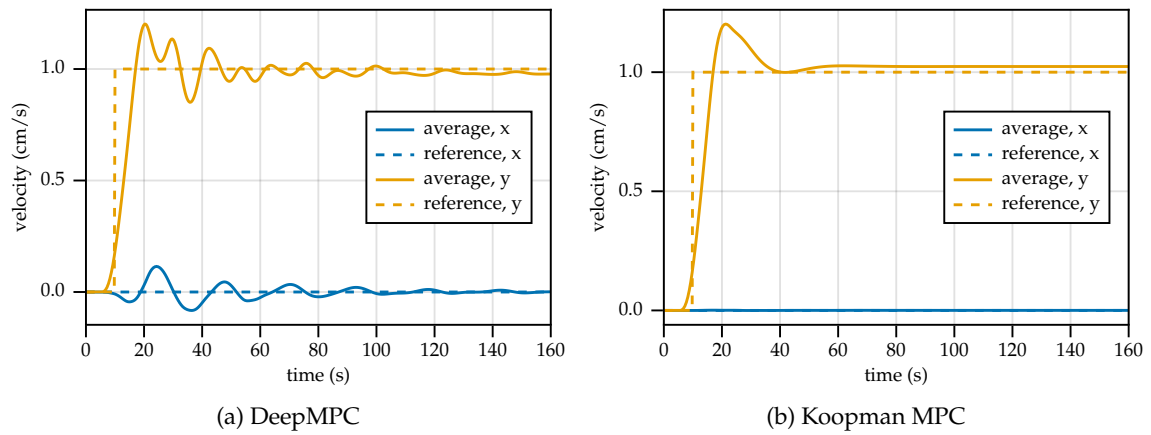 velocity (cm/s)
1.0
0.5
0.0
average, x
reference, x
average, y
reference, y
0 20 40 60 80 100 120 140 160
time (s)
(a) DeepMPC
velocity (cm/s)
1.0
0.5
0.0
average, x
reference, x
average, y
reference, y
0 20 40 60 80 100 120 140 160
time (s)
(b) Koopman MPC